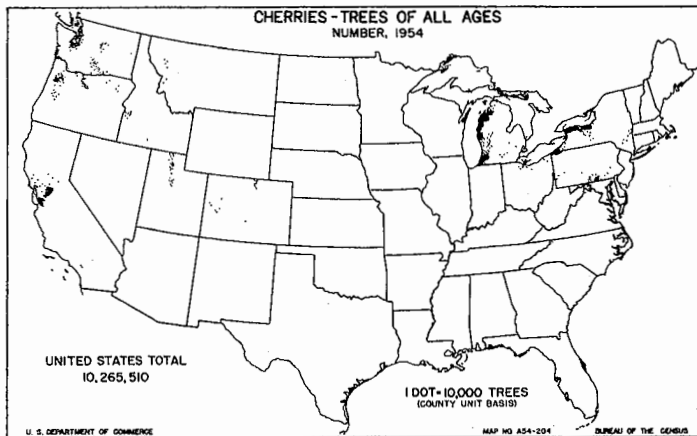 CHERRIES - TREES OF ALL AGES
NUMBER, 1954
UNITED STATES TOTAL
10,265,510
1 DOT=10,000 TREES
(COUNTY UNIT BASIS)
U. S. DEPARTMENT OF COMMERCE
MAP NO. A54-204
BUREAU OF THE CENSUS